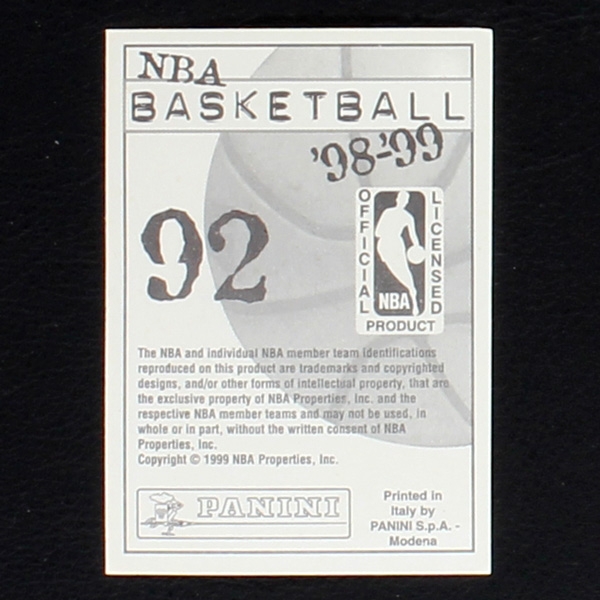 NBA
BASKETBALL
'98-'99
92
OFFICIAL
LICENSED
NBA
PRODUCT
The NBA and individual NBA member team identifications
reproduced on this product are trademarks and copyrighted
designs, and/or other forms of intellectual property, that are
the exclusive property of NBA Properties, Inc. and the
respective NBA member teams and may not be used, in
whole or in part, without the written consent of NBA
Properties, Inc.
Copyright © 1999 NBA Properties, Inc.
PANINI
Printed in
Italy by
PANINI S.p.A. -
Modena